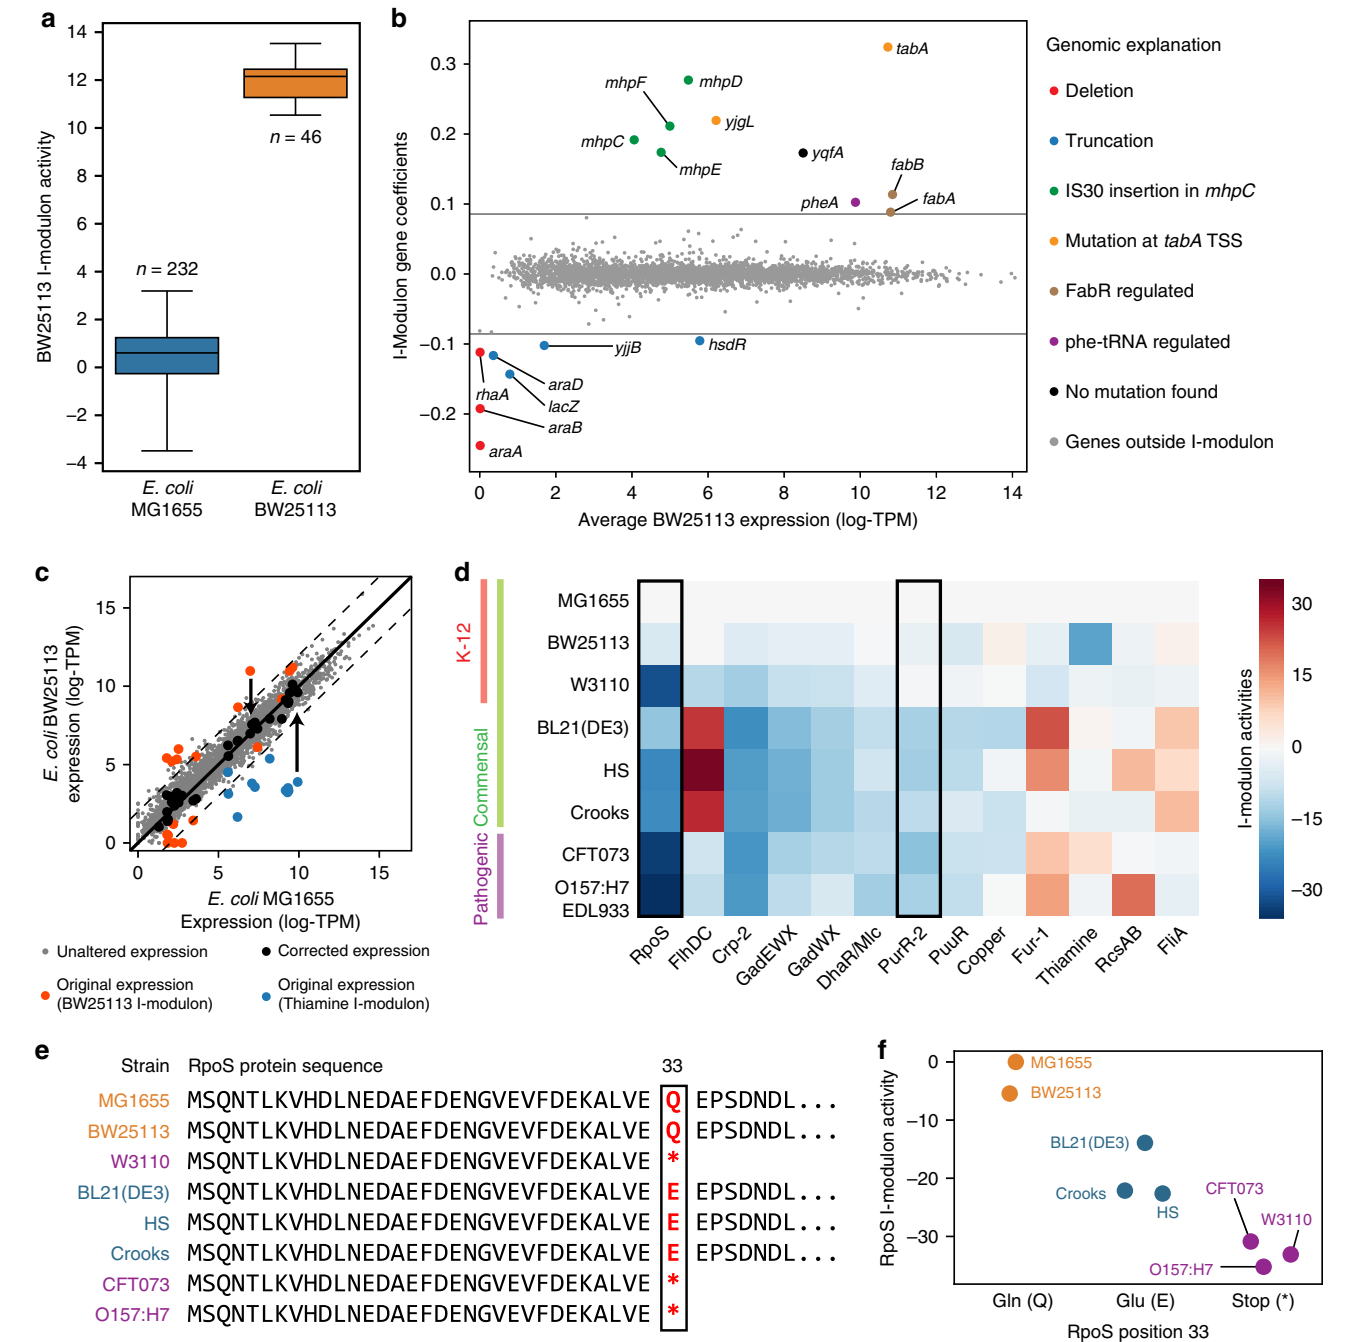 a
14
12
10
8
6
4
2
0
−2
−4
BW25113 I-modulon activity
n = 46
n = 232
E. coli
MG1655
E. coli
BW25113
b
0.3
0.2
0.1
0.0
−0.1
−0.2
I-Modulon gene coefficients
tabA
mhpF
mhpD
yjgL
mhpC
mhpE
yqfA
fabB
pheA
fabA
yjjB
hsdR
araD
rhaA
lacZ
araB
araA
0 2 4 6 8 10 12 14
Average BW25113 expression (log-TPM)
Genomic explanation
Deletion
Truncation
IS30 insertion in mhpC
Mutation at tabA TSS
FabR regulated
phe-tRNA regulated
No mutation found
Genes outside I-modulon
c
15
10
5
0
E. coli BW25113
expression (log-TPM)
0 5 10 15
E. coli MG1655
Expression (log-TPM)
Unaltered expression
Corrected expression
Original expression
(BW25113 I-modulon)
Original expression
(Thiamine I-modulon)
d
K-12
Commensal
Pathogenic
MG1655
BW25113
W3110
BL21(DE3)
HS
Crooks
CFT073
O157:H7
EDL933
RpoS
FlhDC
Crp-2
GadEWX
GadWX
DhaR/Mlc
PurR-2
PuuR
Copper
Fur-1
Thiamine
RcsAB
FliA
I-modulon activities
30
15
0
−15
−30
e
Strain RpoS protein sequence 33
MG1655 MSQNTLKVHDLNEDAEFDENGVEVFDEKALVE Q EPSDNDL...
BW25113 MSQNTLKVHDLNEDAEFDENGVEVFDEKALVE Q EPSDNDL...
W3110 MSQNTLKVHDLNEDAEFDENGVEVFDEKALVE *
BL21(DE3) MSQNTLKVHDLNEDAEFDENGVEVFDEKALVE E EPSDNDL...
HS MSQNTLKVHDLNEDAEFDENGVEVFDEKALVE E EPSDNDL...
Crooks MSQNTLKVHDLNEDAEFDENGVEVFDEKALVE E EPSDNDL...
CFT073 MSQNTLKVHDLNEDAEFDENGVEVFDEKALVE *
O157:H7 MSQNTLKVHDLNEDAEFDENGVEVFDEKALVE *
f
0
−10
−20
−30
RpoS I-modulon activity
MG1655
BW25113
BL21(DE3)
Crooks
HS
CFT073
W3110
O157:H7
Gln (Q) Glu (E) Stop (*)
RpoS position 33